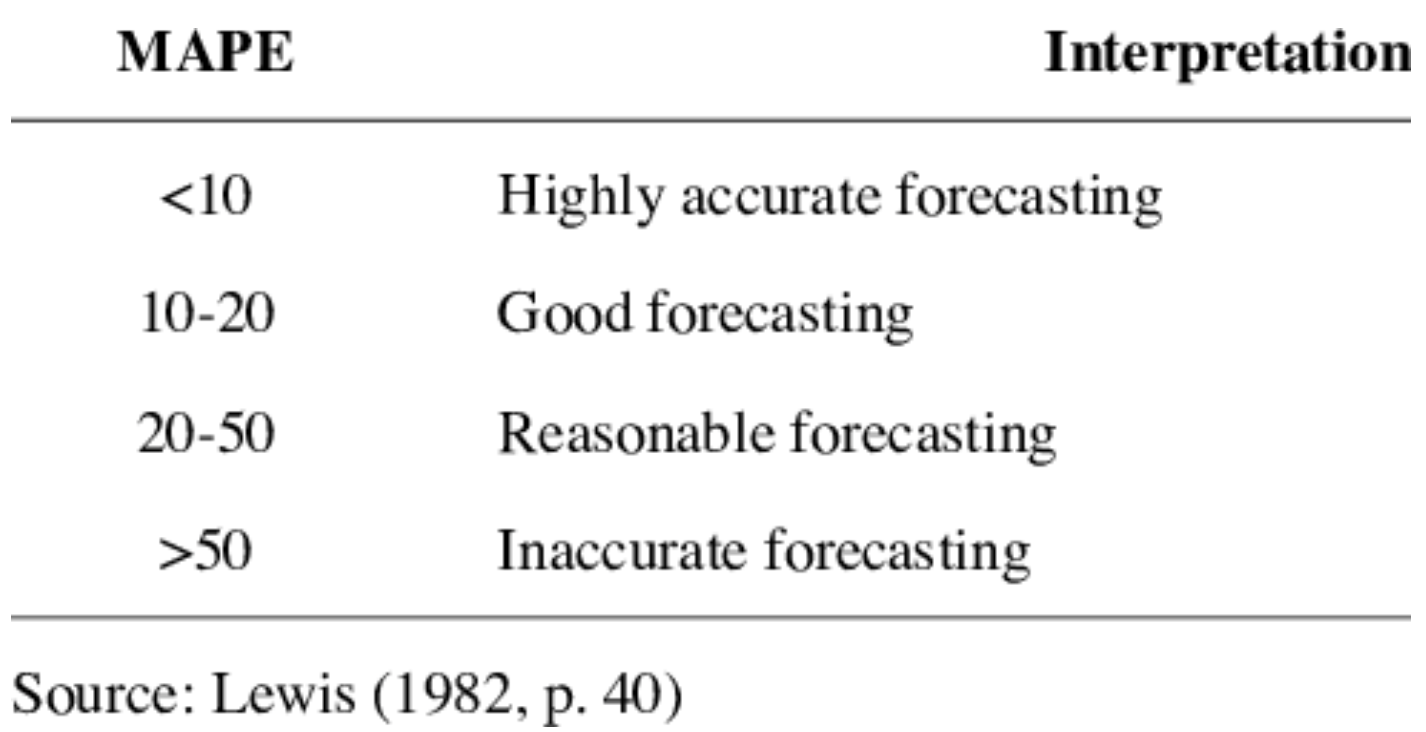 MAPE Interpretation
<10 Highly accurate forecasting
10-20 Good forecasting
20-50 Reasonable forecasting
>50 Inaccurate forecasting
Source: Lewis (1982, p. 40)